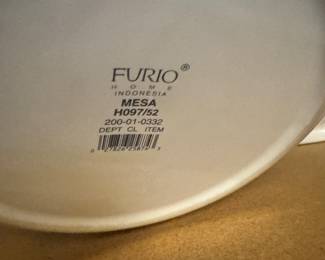 FURIO®
HOME
INDONESIA
MESA
H097/52
200-01-0332
DEPT CL ITEM